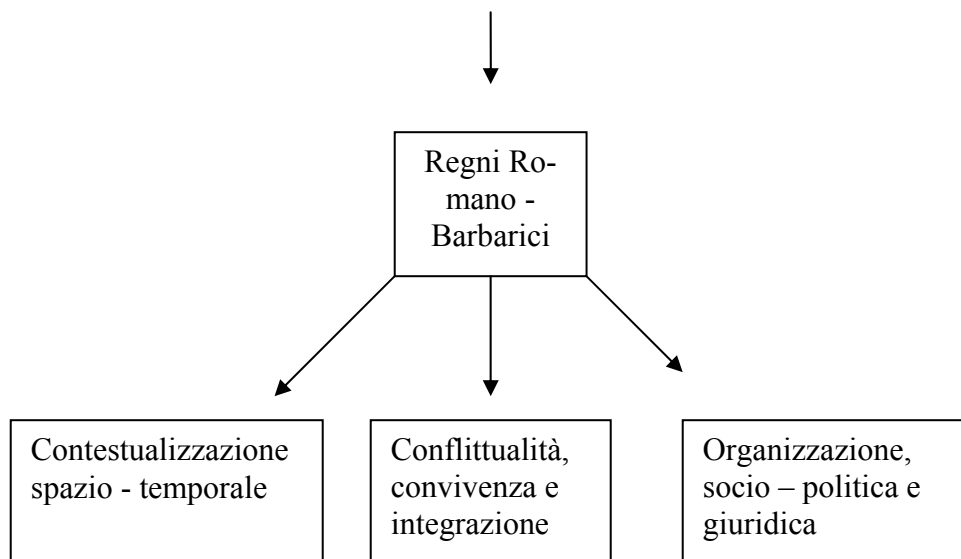 Regni Ro-
mano -
Barbarici
Contestualizzazione
spazio - temporale
Conflittualità,
convivenza e
integrazione
Organizzazione,
socio – politica e
giuridica